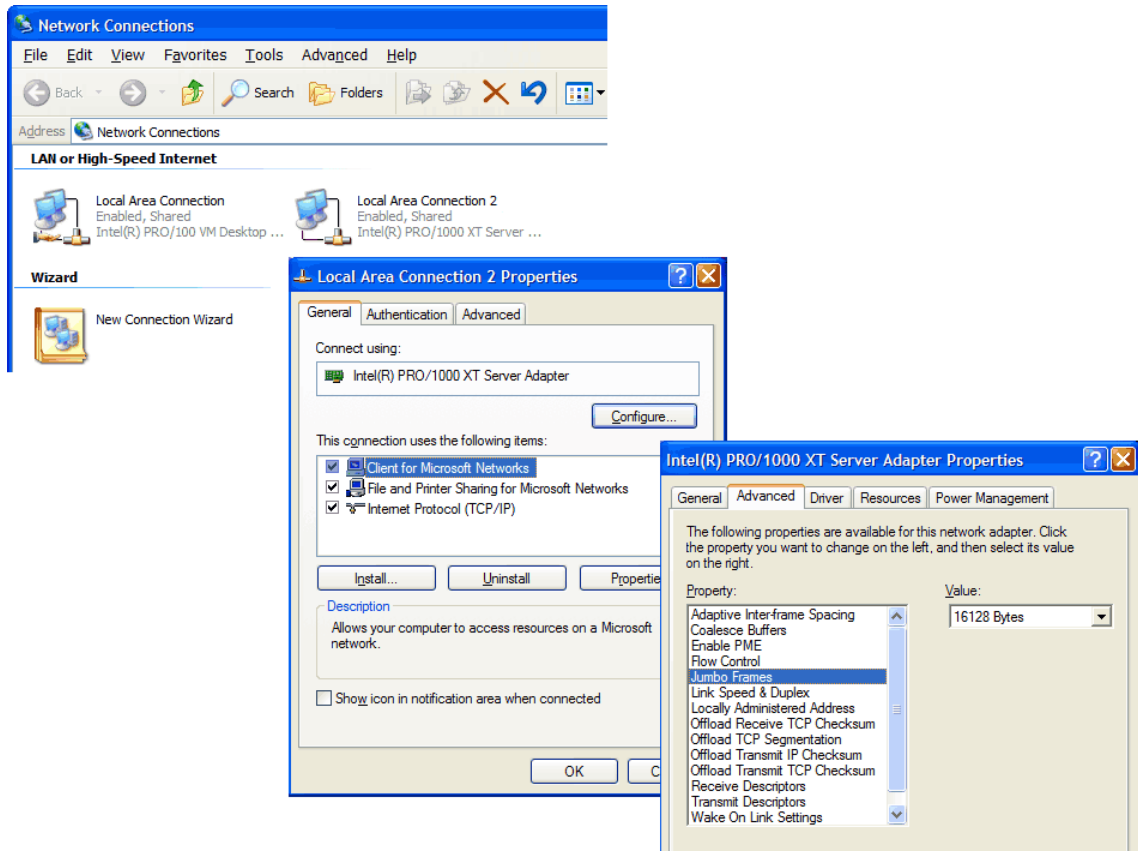 Network Connections
File Edit View Favorites Tools Advanced Help
Back Search Folders
Address Network Connections
LAN or High-Speed Internet
Local Area Connection
Enabled, Shared
Intel(R) PRO/100 VM Desktop ...
Local Area Connection 2
Enabled, Shared
Intel(R) PRO/1000 XT Server ...
Wizard
New Connection Wizard
Local Area Connection 2 Properties
General Authentication Advanced
Connect using:
Intel(R) PRO/1000 XT Server Adapter
Configure...
This connection uses the following items:
Client for Microsoft Networks
File and Printer Sharing for Microsoft Networks
Internet Protocol (TCP/IP)
Install... Uninstall Propertie
Description
Allows your computer to access resources on a Microsoft
network.
Show icon in notification area when connected
OK C
Intel(R) PRO/1000 XT Server Adapter Properties
General Advanced Driver Resources Power Management
The following properties are available for this network adapter. Click
the property you want to change on the left, and then select its value
on the right.
Property:
Adaptive Inter-frame Spacing
Coalesce Buffers
Enable PME
Flow Control
Jumbo Frames
Link Speed & Duplex
Locally Administered Address
Offload Receive TCP Checksum
Offload TCP Segmentation
Offload Transmit IP Checksum
Offload Transmit TCP Checksum
Receive Descriptors
Transmit Descriptors
Wake On Link Settings
Value:
16128 Bytes